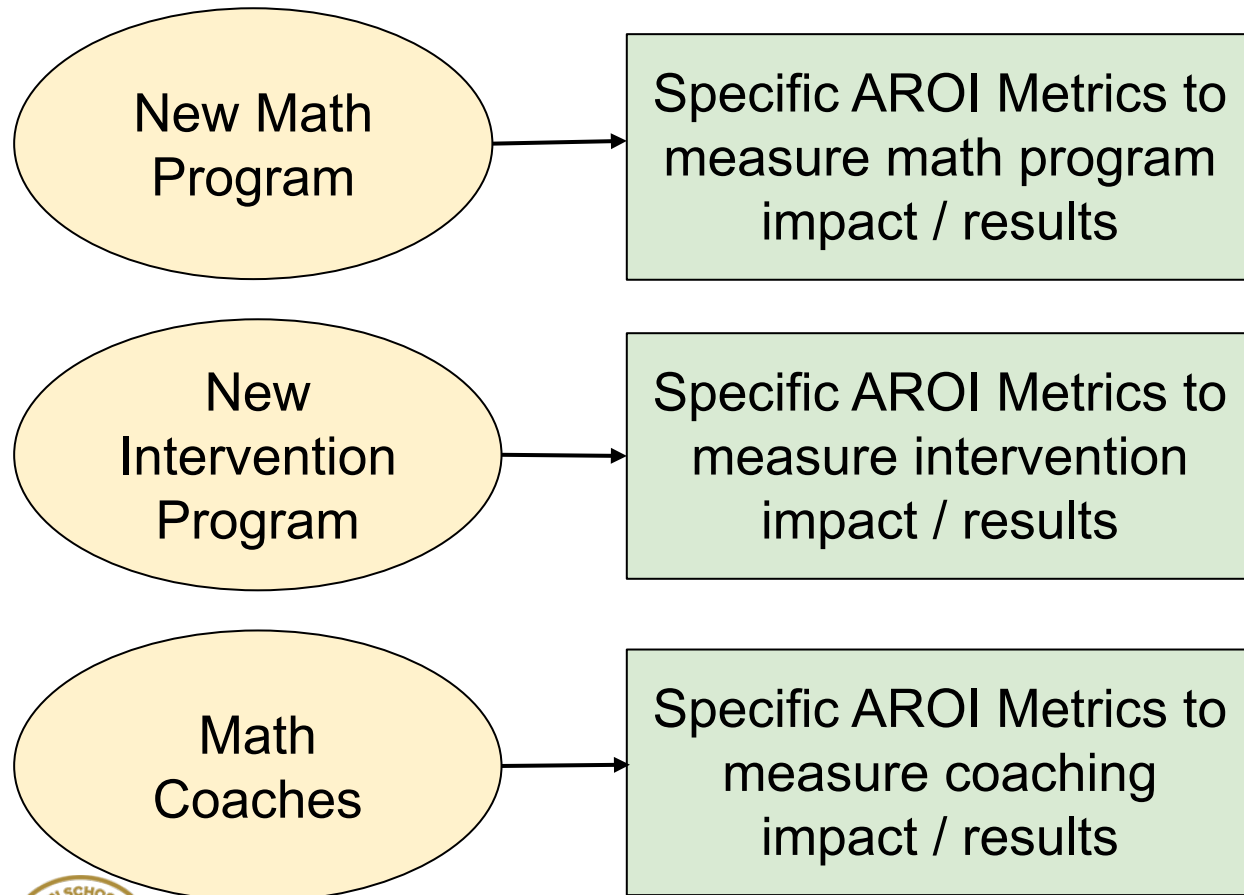 New Math
Program
Specific AROI Metrics to
measure math program
impact / results
New
Intervention
Program
Specific AROI Metrics to
measure intervention
impact / results
Math
Coaches
Specific AROI Metrics to
measure coaching
impact / results